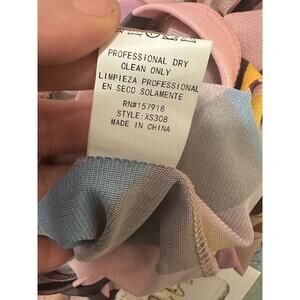 PROFESSIONAL DRY
CLEAN ONLY
LIMPIEZA PROFESSIONAL
EN SECO SOLAMENTE
RN#157918
STYLE:XS308
MADE IN CHINA